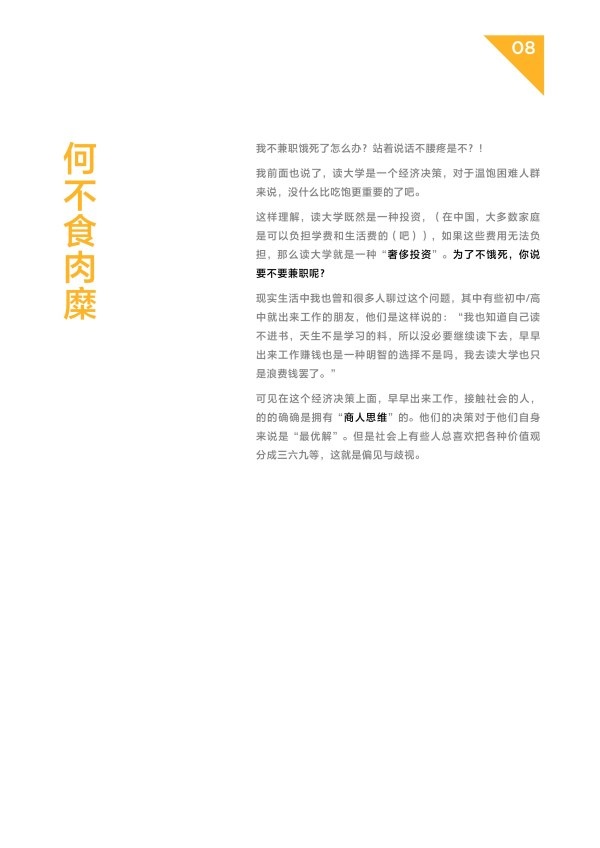 08
何不食肉糜
我不兼职饿死了怎么办？站着说话不腰疼是不？！
我前面也说了，读大学是一个经济决策，对于温饱困难人群
来说，没什么比吃饱更重要的了吧。
这样理解，读大学既然是一种投资，（在中国，大多数家庭
是可以负担学费和生活费的（吧）），如果这些费用无法负
担，那么读大学就是一种“奢侈投资”。为了不饿死，你说
要不要兼职呢？
现实生活中我也曾和很多人聊过这个问题，其中有些初中/高
中就出来工作的朋友，他们是这样说的：“我也知道自己读
不进书，天生不是学习的料，所以没必要继续读下去，早早
出来工作赚钱也是一种明智的选择不是吗，我去读大学也只
是浪费钱罢了。”
可见在这个经济决策上面，早早出来工作，接触社会的人，
的的确确是拥有“商人思维”的。他们的决策对于他们自身
来说是“最优解”。但是社会上有些人总喜欢把各种价值观
分成三六九等，这就是偏见与歧视。